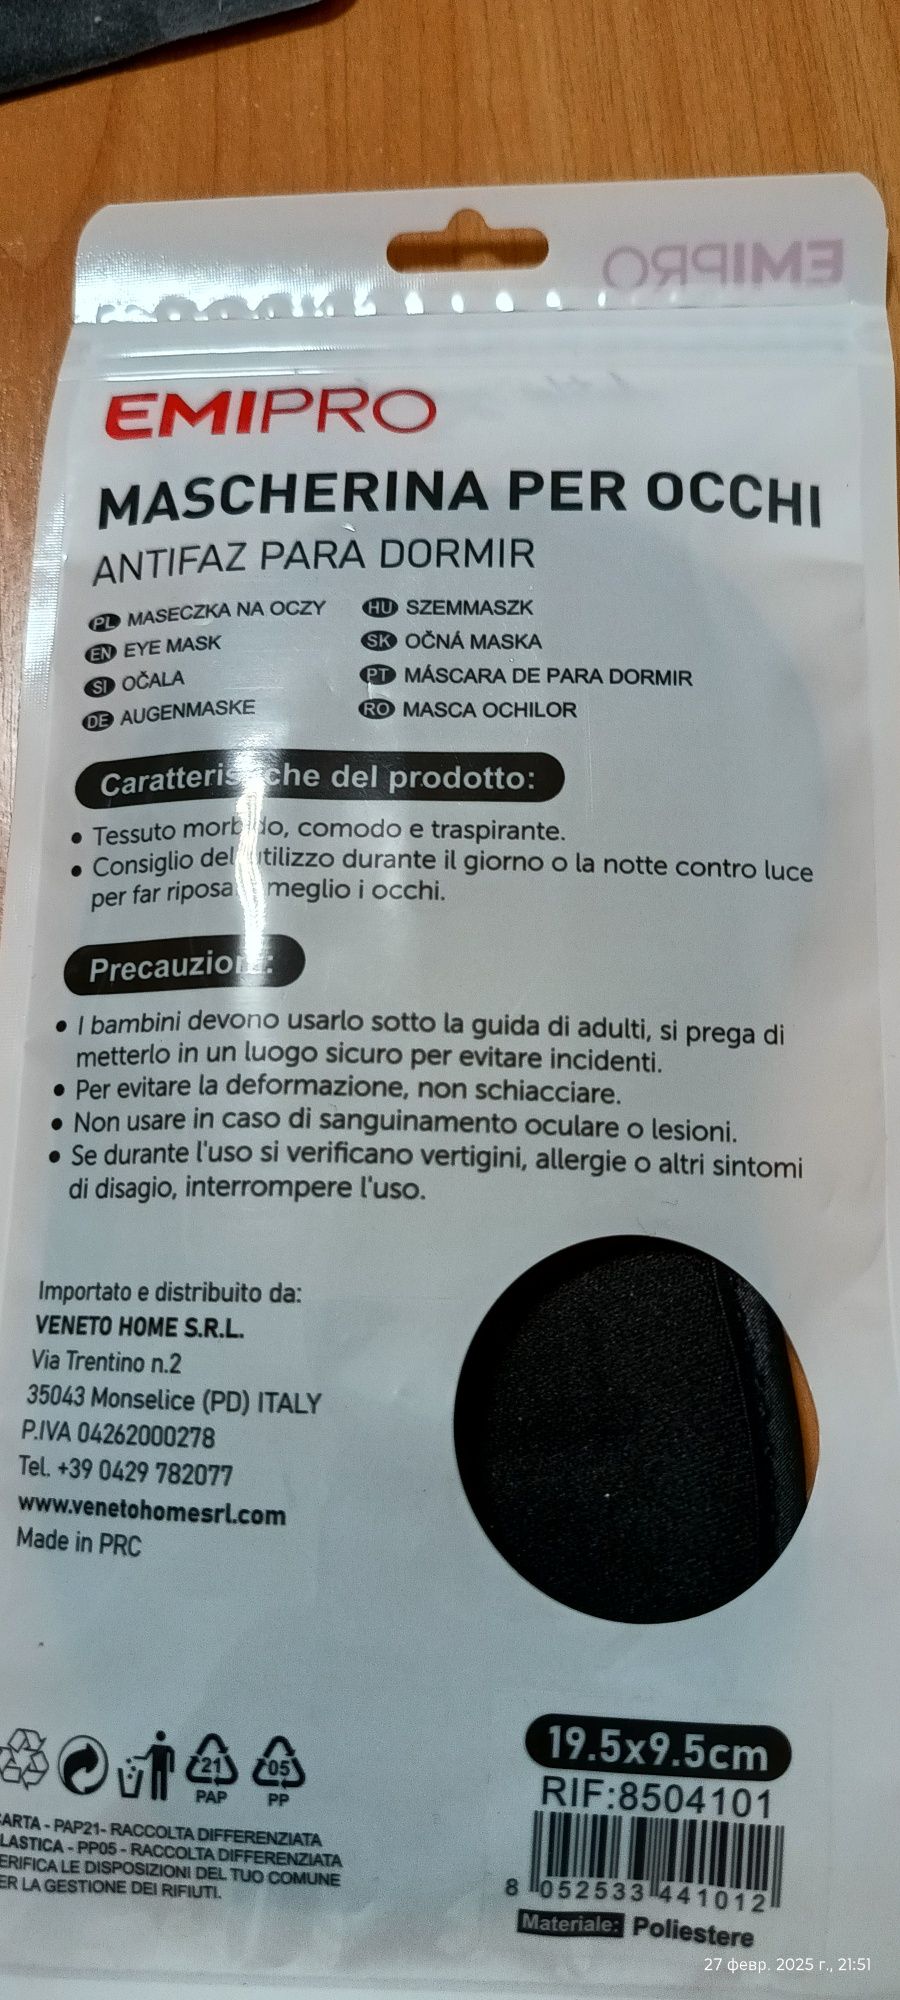 EMIPRO
EMIPRO
MASCHERINA PER OCCHI
ANTIFAZ PARA DORMIR
PL MASECZKA NA OCZY
EN EYE MASK
SI OČALA
DE AUGENMASKE
HU SZEMMASZK
SK OČNÁ MASKA
PT MÁSCARA DE PARA DORMIR
RO MASCA OCHILOR
Caratteristiche del prodotto:
• Tessuto morbido, comodo e traspirante.
• Consiglio del utilizzo durante il giorno o la notte contro luce
per far riposare meglio i occhi.
Precauzioni:
• I bambini devono usarlo sotto la guida di adulti, si prega di
metterlo in un luogo sicuro per evitare incidenti.
• Per evitare la deformazione, non schiacciare.
• Non usare in caso di sanguinamento oculare o lesioni.
• Se durante l'uso si verificano vertigini, allergie o altri sintomi
di disagio, interrompere l'uso.
Importato e distribuito da:
VENETO HOME S.R.L.
Via Trentino n.2
35043 Monselice (PD) ITALY
P.IVA 04262000278
Tel. +39 0429 782077
www.venetohomesrl.com
Made in PRC
21
PAP
05
PP
ARTA - PAP21- RACCOLTA DIFFERENZIATA
LASTICA - PP05 - RACCOLTA DIFFERENZIATA
ERIFICA LE DISPOSIZIONI DEL TUO COMUNE
ER LA GESTIONE DEI RIFIUTI.
19.5x9.5cm
RIF:8504101
8 052533 441012
Materiale: Poliestere
27 февр. 2025 г., 21:51